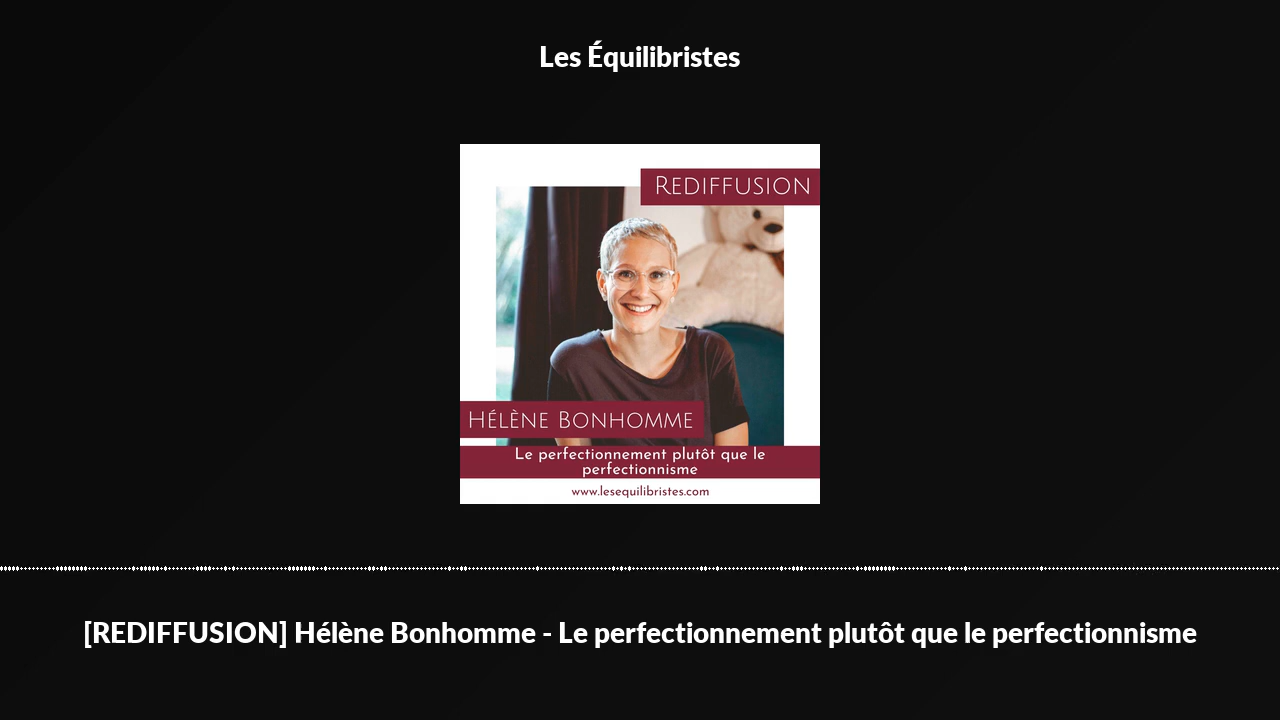 Les Équilibristes
REDIFFUSION
HÉLÈNE BONHOMME
Le perfectionnement plutôt que le
perfectionnisme
www.lesequilibristes.com
[REDIFFUSION] Hélène Bonhomme - Le perfectionnement plutôt que le perfectionnisme